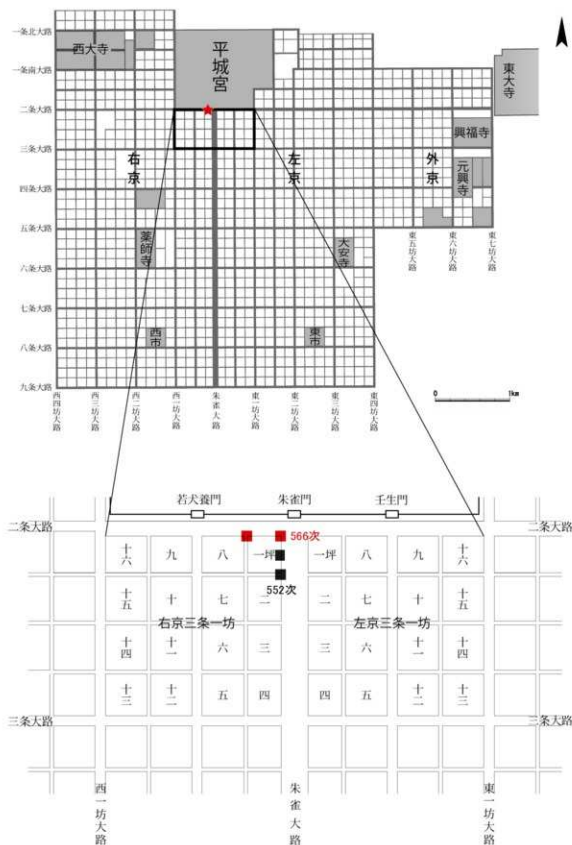 一条北大路
一条南大路
二条大路
三条大路
四条大路
五条大路
六条大路
七条大路
八条大路
九条大路
西大寺
平城宮
東大寺
興福寺
元興寺
右京
左京
外京
薬師寺
大安寺
西市
東市
東五坊大路
東六坊大路
東七坊大路
西四坊大路
西三坊大路
西二坊大路
西一坊大路
朱雀大路
東一坊大路
東二坊大路
東三坊大路
東四坊大路
0 1km
若犬養門 朱雀門 壬生門
二条大路 二条大路
566次
十六 九 八 一坪 一坪 八 九 十六
552次
十五 十 七 二 二 七 十 十五
右京三条一坊 左京三条一坊
十四 十一 六 三 三 六 十一 十四
十三 十二 五 四 四 五 十二 十三
三条大路 三条大路
西一坊大路
朱雀大路
東一坊大路